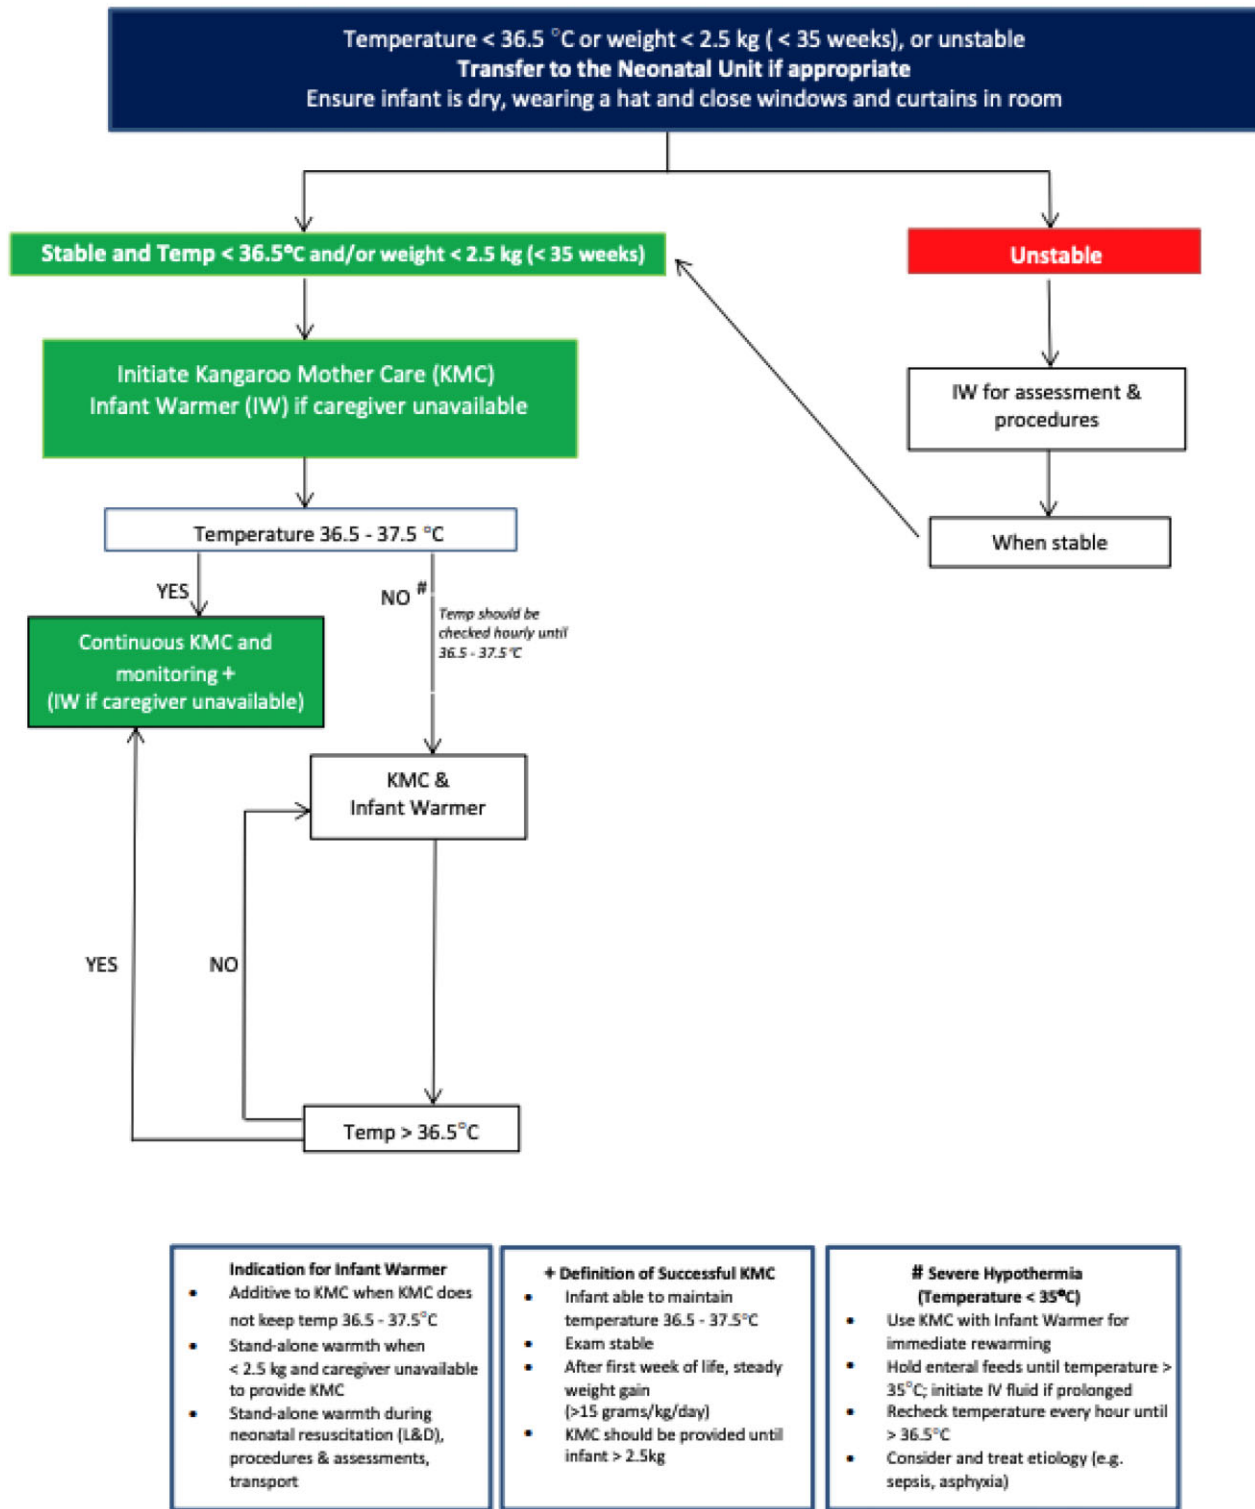 Temperature < 36.5 °C or weight < 2.5 kg ( < 35 weeks), or unstable
Transfer to the Neonatal Unit if appropriate
Ensure infant is dry, wearing a hat and close windows and curtains in room
Stable and Temp < 36.5°C and/or weight < 2.5 kg (< 35 weeks)
Unstable
Initiate Kangaroo Mother Care (KMC)
Infant Warmer (IW) if caregiver unavailable
IW for assessment &
procedures
When stable
Temperature 36.5 - 37.5 °C
YES
NO #
Temp should be
checked hourly until
36.5 - 37.5°C
Continuous KMC and
monitoring +
(IW if caregiver unavailable)
KMC &
Infant Warmer
YES
NO
Temp > 36.5°C
Indication for Infant Warmer
• Additive to KMC when KMC does
not keep temp 36.5 - 37.5°C
• Stand-alone warmth when
< 2.5 kg and caregiver unavailable
to provide KMC
• Stand-alone warmth during
neonatal resuscitation (L&D),
procedures & assessments,
transport
+ Definition of Successful KMC
• Infant able to maintain
temperature 36.5 - 37.5°C
• Exam stable
• After first week of life, steady
weight gain
(>15 grams/kg/day)
• KMC should be provided until
infant > 2.5kg
# Severe Hypothermia
(Temperature < 35°C)
• Use KMC with Infant Warmer for
immediate rewarming
• Hold enteral feeds until temperature >
35°C; initiate IV fluid if prolonged
• Recheck temperature every hour until
> 36.5°C
• Consider and treat etiology (e.g.
sepsis, asphyxia)